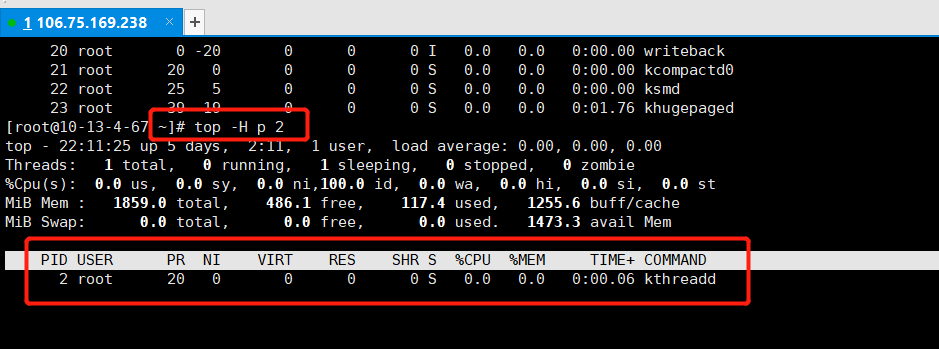 1 106.75.169.238 × +
20 root 0 -20 0 0 0 I 0.0 0.0 0:00.00 writeback
21 root 20 0 0 0 0 S 0.0 0.0 0:00.00 kcompactd0
22 root 25 5 0 0 0 S 0.0 0.0 0:00.00 ksmd
23 root 39 19 0 0 0 S 0.0 0.0 0:01.76 khugepaged
[root@10-13-4-67 ~]# top -H p 2
top - 22:11:25 up 5 days, 2:11, 1 user, load average: 0.00, 0.00, 0.00
Threads: 1 total, 0 running, 1 sleeping, 0 stopped, 0 zombie
%Cpu(s): 0.0 us, 0.0 sy, 0.0 ni,100.0 id, 0.0 wa, 0.0 hi, 0.0 si, 0.0 st
MiB Mem : 1859.0 total, 486.1 free, 117.4 used, 1255.6 buff/cache
MiB Swap: 0.0 total, 0.0 free, 0.0 used. 1473.3 avail Mem
PID USER PR NI VIRT RES SHR S %CPU %MEM TIME+ COMMAND
2 root 20 0 0 0 0 S 0.0 0.0 0:00.06 kthreadd